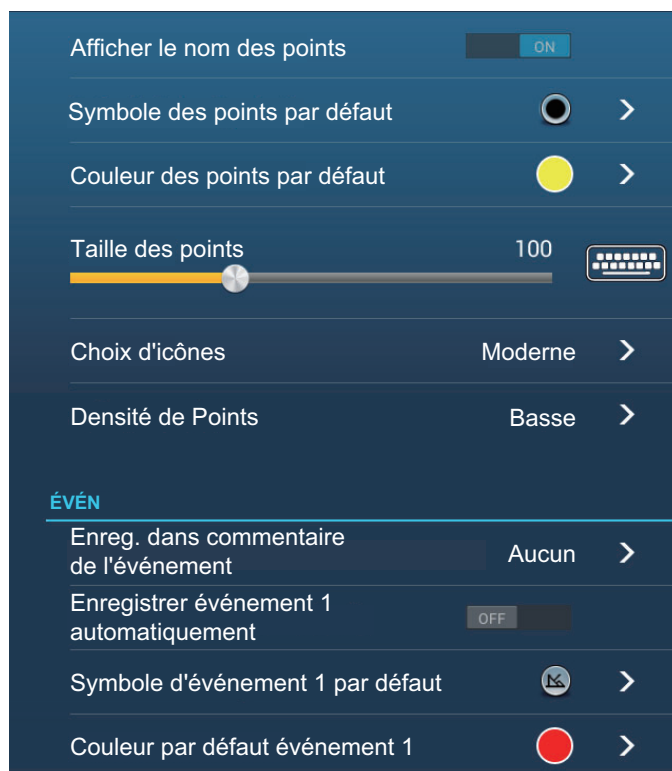 Afficher le nom des points ON
Symbole des points par défaut
Couleur des points par défaut
Taille des points 100
Choix d'icônes Moderne
Densité de Points Basse
ÉVÉN
Enreg. dans commentaire
de l'événement Aucun
Enregistrer événement 1
automatiquement OFF
Symbole d'événement 1 par défaut
Couleur par défaut événement 1